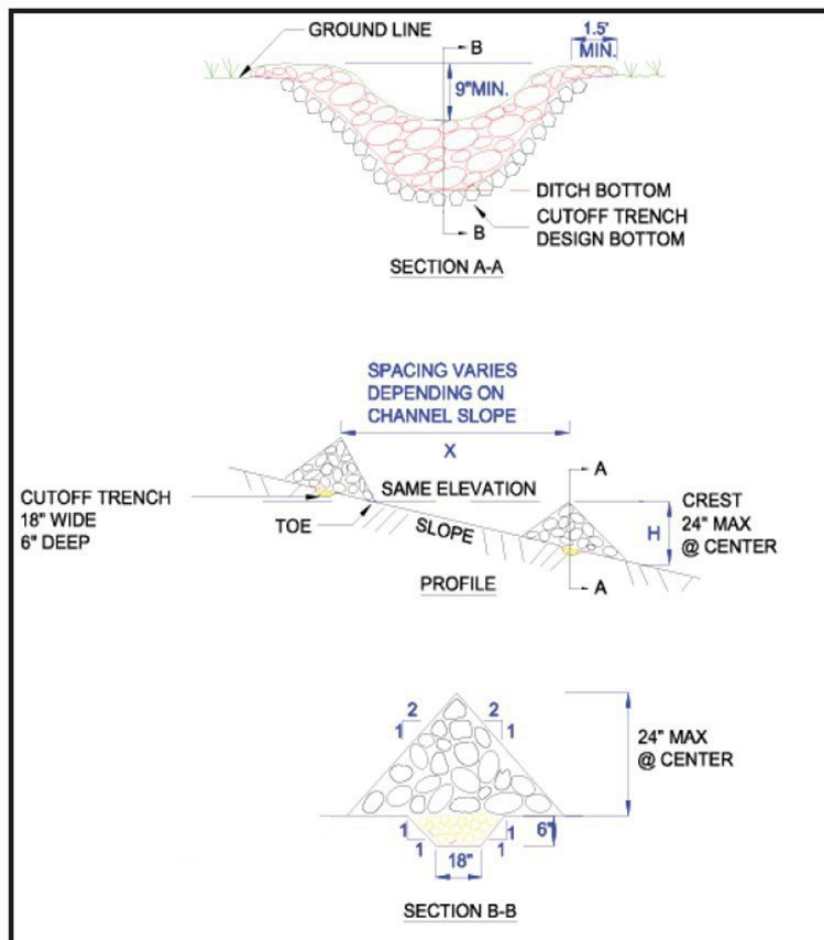 GROUND LINE
B
1.5'
MIN.
9"MIN.
DITCH BOTTOM
CUTOFF TRENCH
DESIGN BOTTOM
B
SECTION A-A
SPACING VARIES
DEPENDING ON
CHANNEL SLOPE
X
A
CUTOFF TRENCH
18" WIDE
6" DEEP
SAME ELEVATION
TOE
SLOPE
H
CREST
24" MAX
@ CENTER
A
PROFILE
2
1
2
1
24" MAX
@ CENTER
1
1
1
1
6"
18"
SECTION B-B